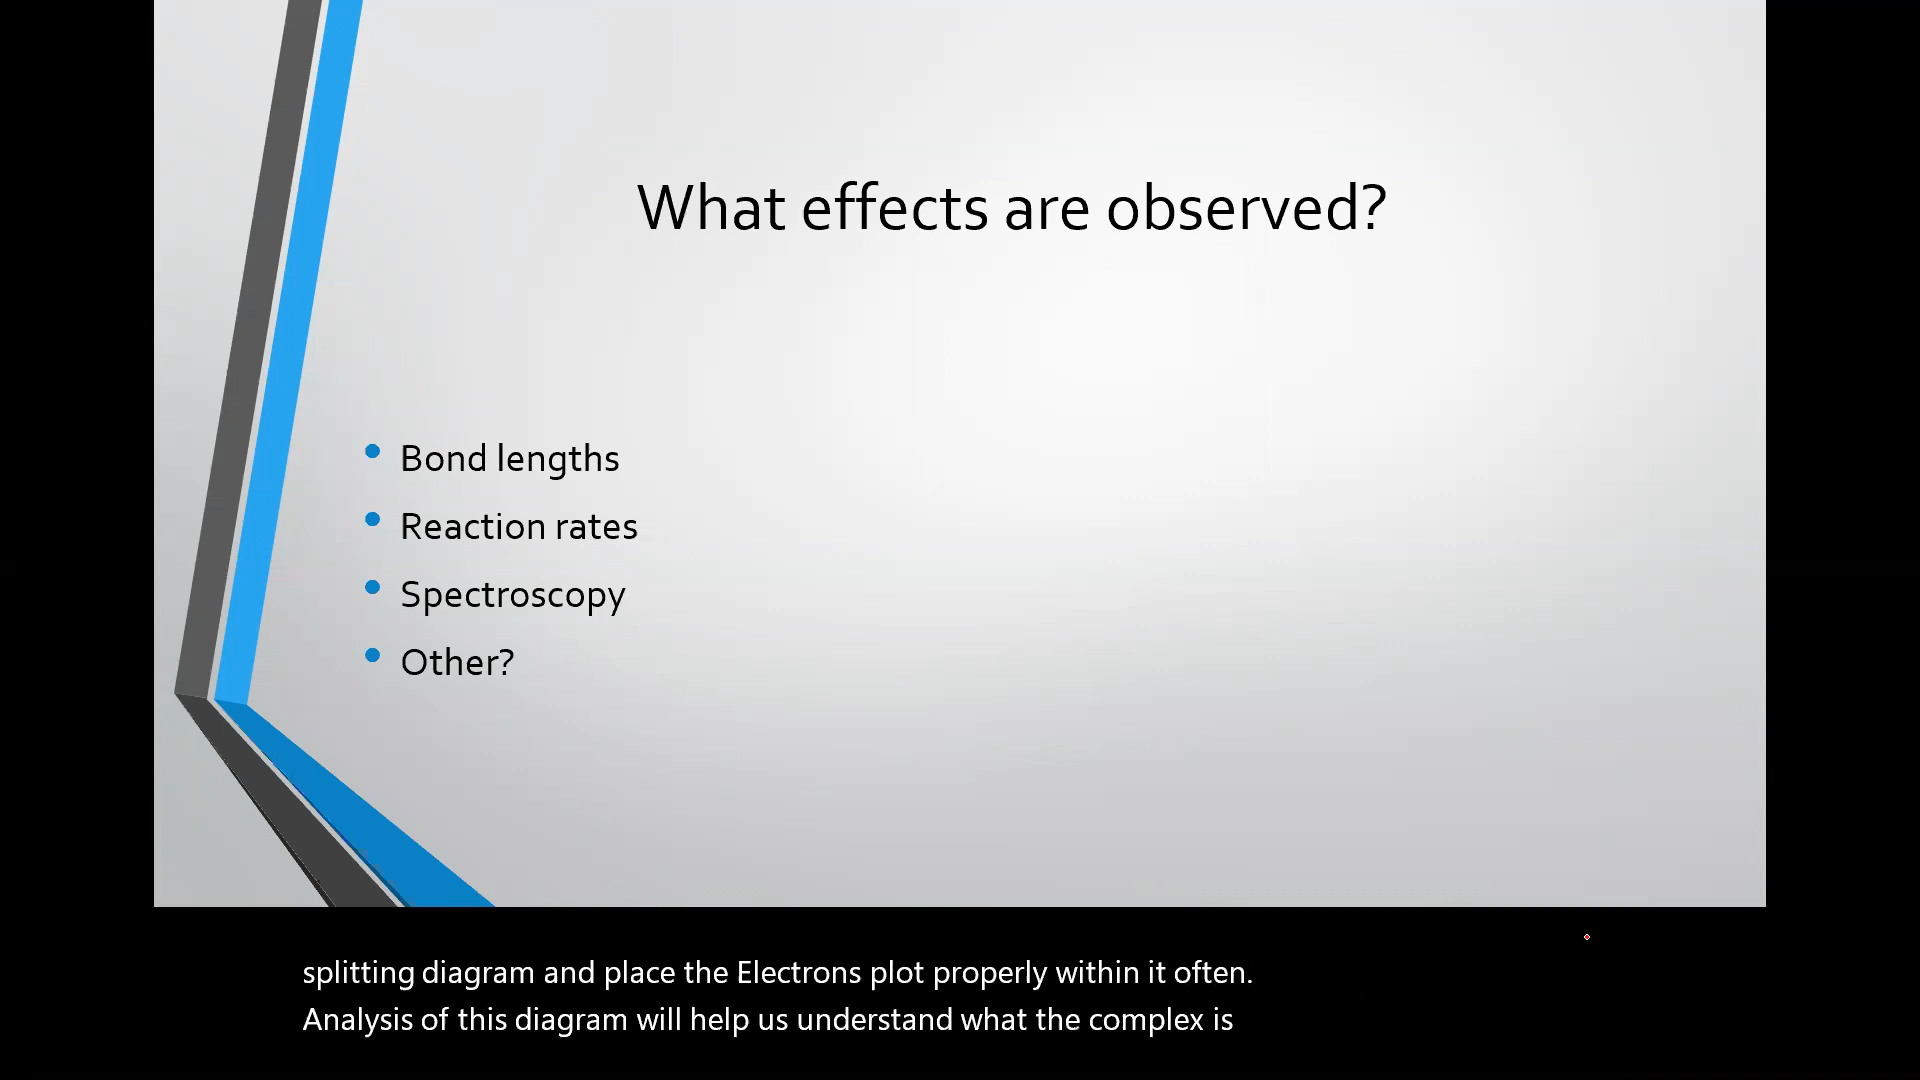 What effects are observed?
Bond lengths
Reaction rates
Spectroscopy
Other?
splitting diagram and place the Electrons plot properly within it often.
Analysis of this diagram will help us understand what the complex is